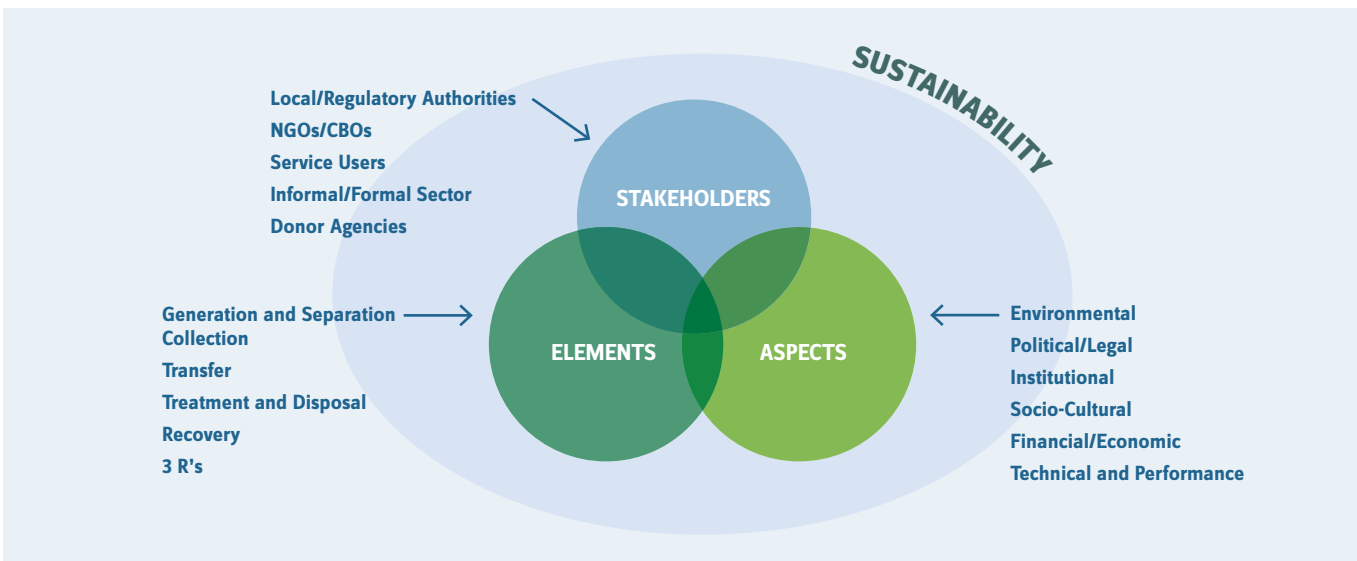 SUSTAINABILITY
Local/Regulatory Authorities
NGOs/CBOs
Service Users
Informal/Formal Sector
Donor Agencies
STAKEHOLDERS
Generation and Separation
Collection
Transfer
Treatment and Disposal
Recovery
3 R's
ELEMENTS
ASPECTS
Environmental
Political/Legal
Institutional
Socio-Cultural
Financial/Economic
Technical and Performance